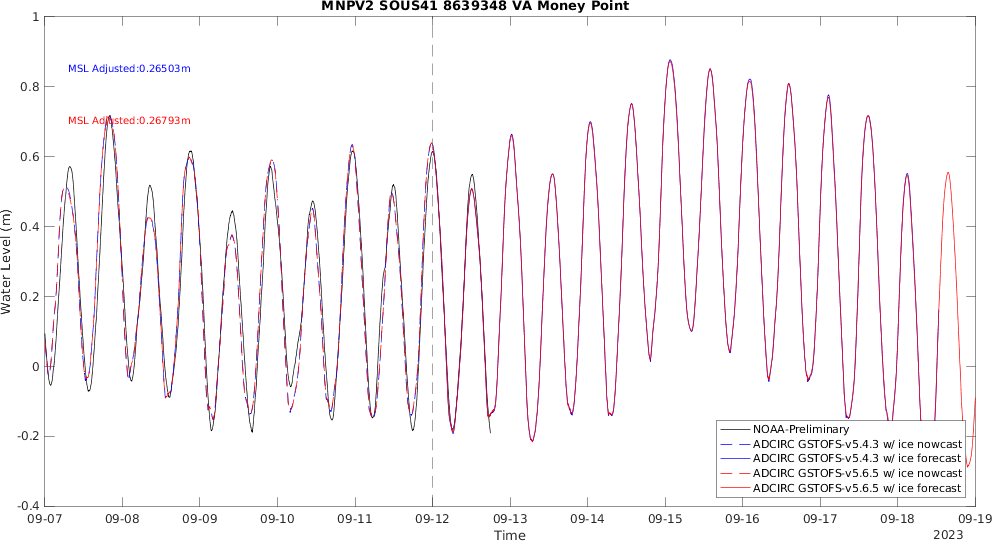 MNPV2 SOUS41 8639348 VA Money Point
1
MSL Adjusted:0.26503m
0.8
MSL Adjusted:0.26793m
0.6
0.4
0.2
0
-0.2
-0.4
Water Level (m)
NOAA-Preliminary
ADCIRC GSTOFS-v5.4.3 w/ ice nowcast
ADCIRC GSTOFS-v5.4.3 w/ ice forecast
ADCIRC GSTOFS-v5.6.5 w/ ice nowcast
ADCIRC GSTOFS-v5.6.5 w/ ice forecast
09-07 09-08 09-09 09-10 09-11 09-12 09-13 09-14 09-15 09-16 09-17 09-18 09-19
Time
2023